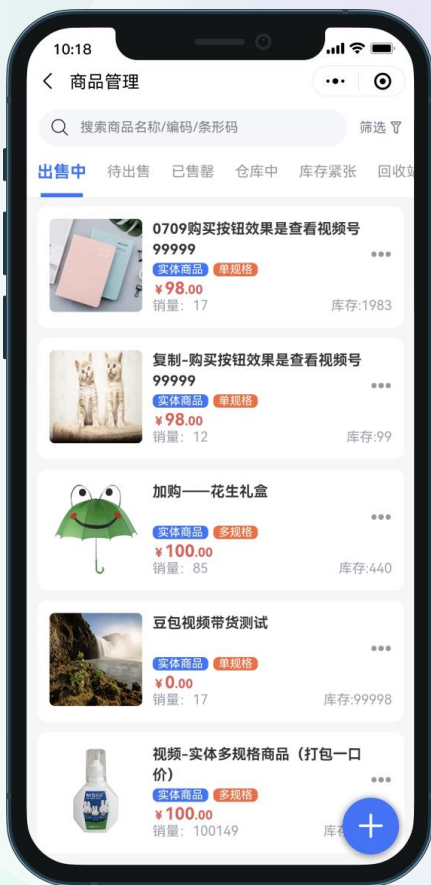 10:18
商品管理
搜索商品名称/编码/条形码
筛选
出售中 待出售 已售罄 仓库中 库存紧张 回收站
0709购买按钮效果是查看视频号
99999
实体商品 单规格
¥98.00
销量: 17 库存:1983
复制-购买按钮效果是查看视频号
99999
实体商品 单规格
¥98.00
销量: 12 库存:99
加购——花生礼盒
实体商品 多规格
¥100.00
销量: 85 库存:440
豆包视频带货测试
实体商品 单规格
¥0.00
销量: 17 库存:99998
视频-实体多规格商品（打包一口
价）
实体商品 多规格
¥100.00
销量: 100149 库